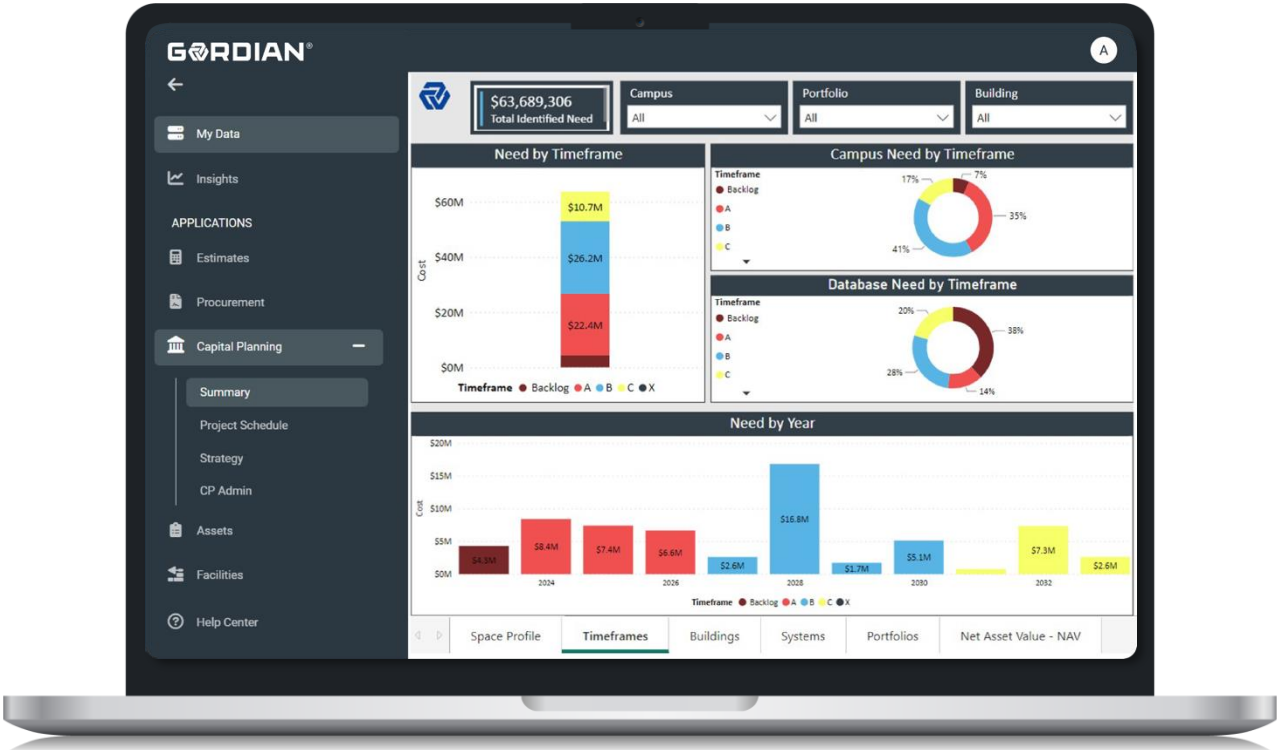 GORDIAN®
A
My Data
Insights
APPLICATIONS
Estimates
Procurement
Capital Planning
Summary
Project Schedule
Strategy
CP Admin
Assets
Facilities
Help Center
$63,689,306
Total Identified Need
Campus
All
Portfolio
All
Building
All
Need by Timeframe
$60M
$40M
$20M
$0M
Cost
$10.7M
$26.2M
$22.4M
Timeframe Backlog A B C X
Campus Need by Timeframe
Timeframe
Backlog
A
B
C
17%
7%
35%
41%
Database Need by Timeframe
Timeframe
Backlog
A
B
C
20%
38%
28%
14%
Need by Year
$20M
$15M
$10M
$5M
$0M
Cost
$8.4M
$7.4M
$6.6M
$2.6M
$16.8M
$1.7M
$5.1M
$7.3M
$2.6M
2024 2026 2028 2030 2032
Timeframe Backlog A B C X
Space Profile Timeframes Buildings Systems Portfolios Net Asset Value - NAV